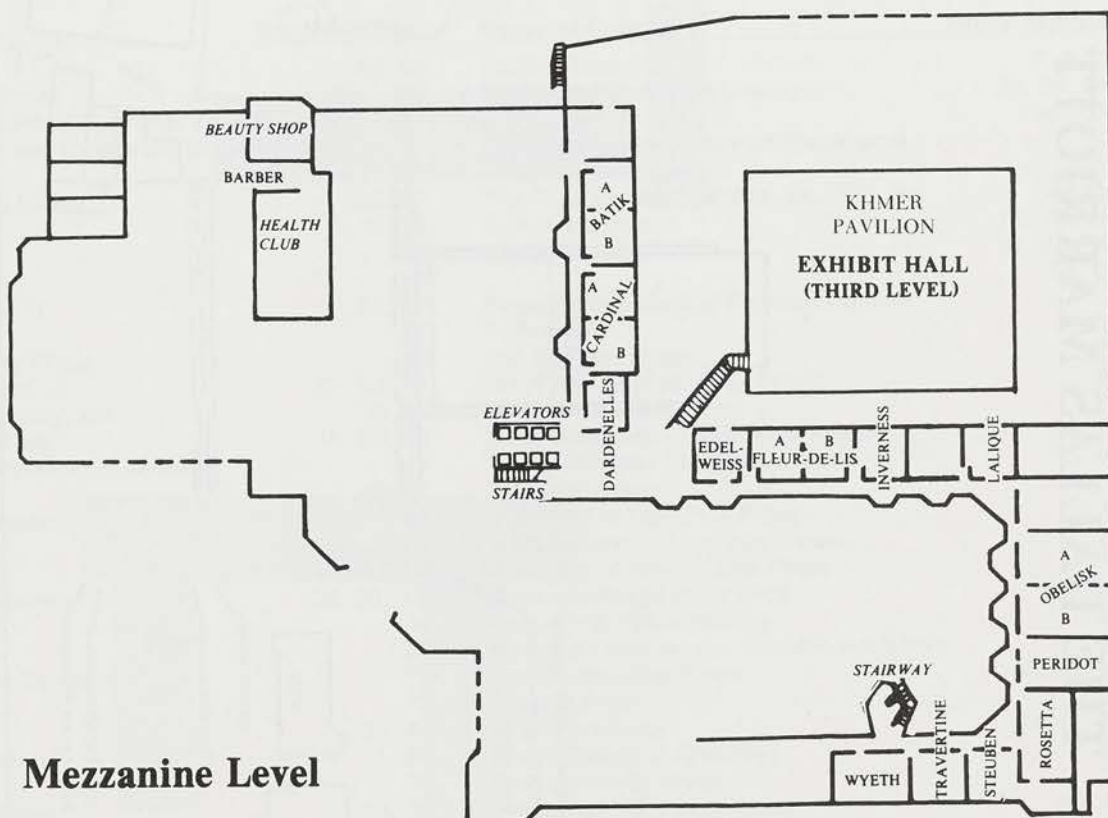 BEAUTY SHOP
BARBER
HEALTH
CLUB
A
BATIK
B
A
CARDINAL
B
DARDENELLES
ELEVATORS
STAIRS
KHMER
PAVILION
EXHIBIT HALL
(THIRD LEVEL)
EDEL-
WEISS
A B
FLEUR-DE-LIS
INVERNESS
LALIQUE
A
OBELISK
B
PERIDOT
ROSETTA
STAIRWAY
STEUBEN
TRAVERTINE
WYETH
Mezzanine Level